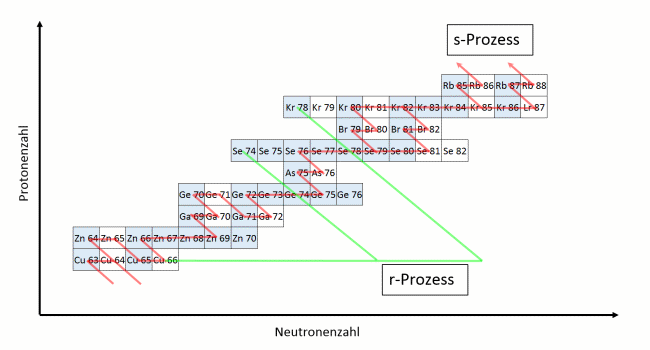 s-Prozess
Rb 85 Rb 86 Rb 87 Rb 88
Kr 78 Kr 79 Kr 80 Kr 81 Kr 82 Kr 83 Kr 84 Kr 85 Kr 86 Lr 87
Br 79 Br 80 Br 81 Br 82
Se 74 Se 75 Se 76 Se 77 Se 78 Se 79 Se 80 Se 81 Se 82
As 75 As 76
Ge 70 Ge 71 Ge 72 Ge 73 Ge 74 Ge 75 Ge 76
Ga 69 Ga 70 Ga 71 Ga 72
Zn 64 Zn 65 Zn 66 Zn 67 Zn 68 Zn 69 Zn 70
Cu 63 Cu 64 Cu 65 Cu 66
r-Prozess
Protonenzahl
Neutronenzahl